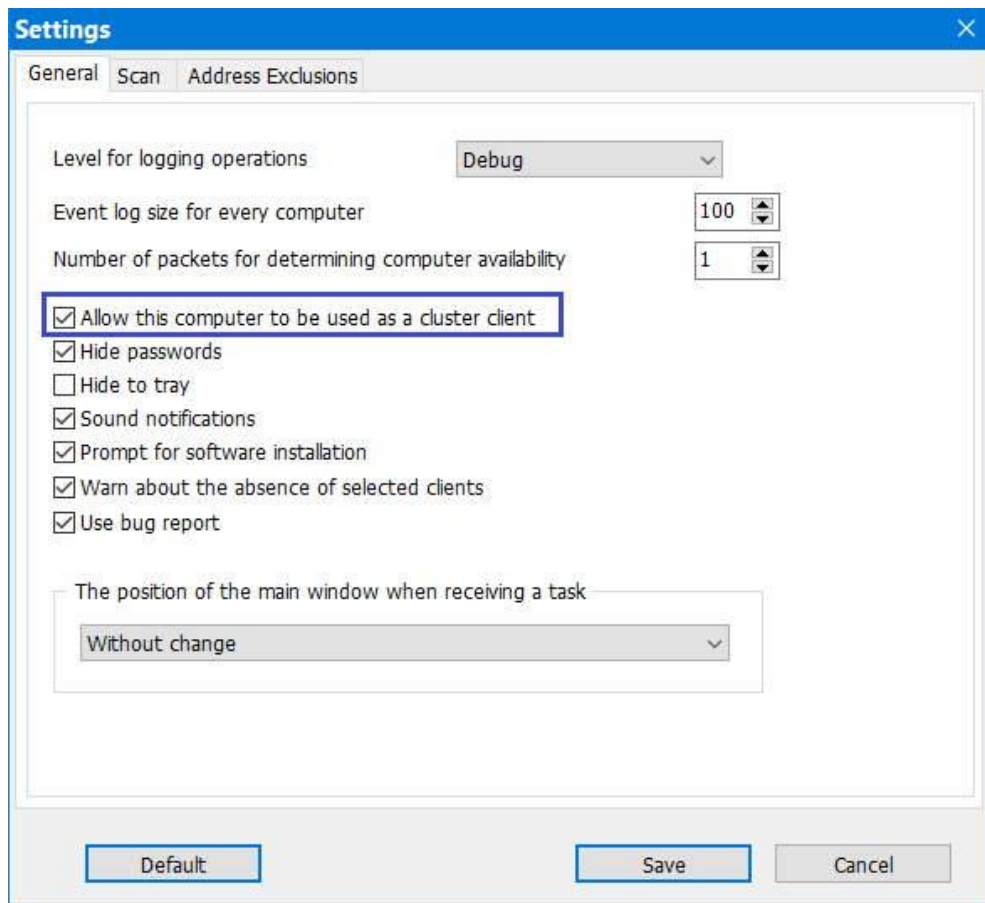 Settings
General Scan Address Exclusions
Level for logging operations Debug
Event log size for every computer 100
Number of packets for determining computer availability 1
Allow this computer to be used as a cluster client
Hide passwords
Hide to tray
Sound notifications
Prompt for software installation
Warn about the absence of selected clients
Use bug report
The position of the main window when receiving a task
Without change
Default Save Cancel